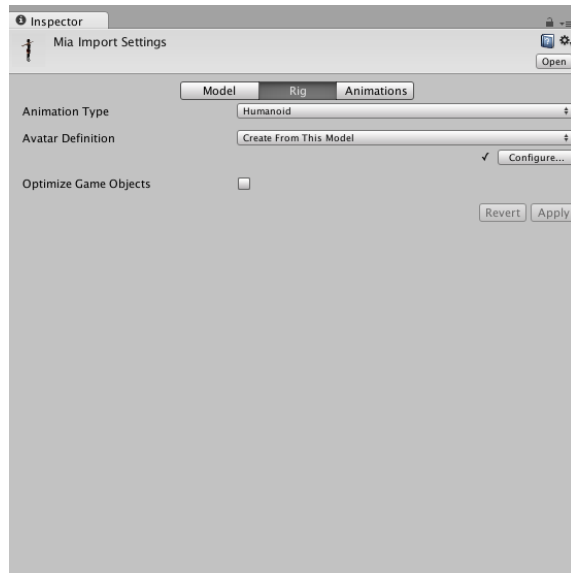 Inspector
Mia Import Settings
Open
Model Rig Animations
Animation Type Humanoid
Avatar Definition Create From This Model
✓ Configure...
Optimize Game Objects
Revert Apply